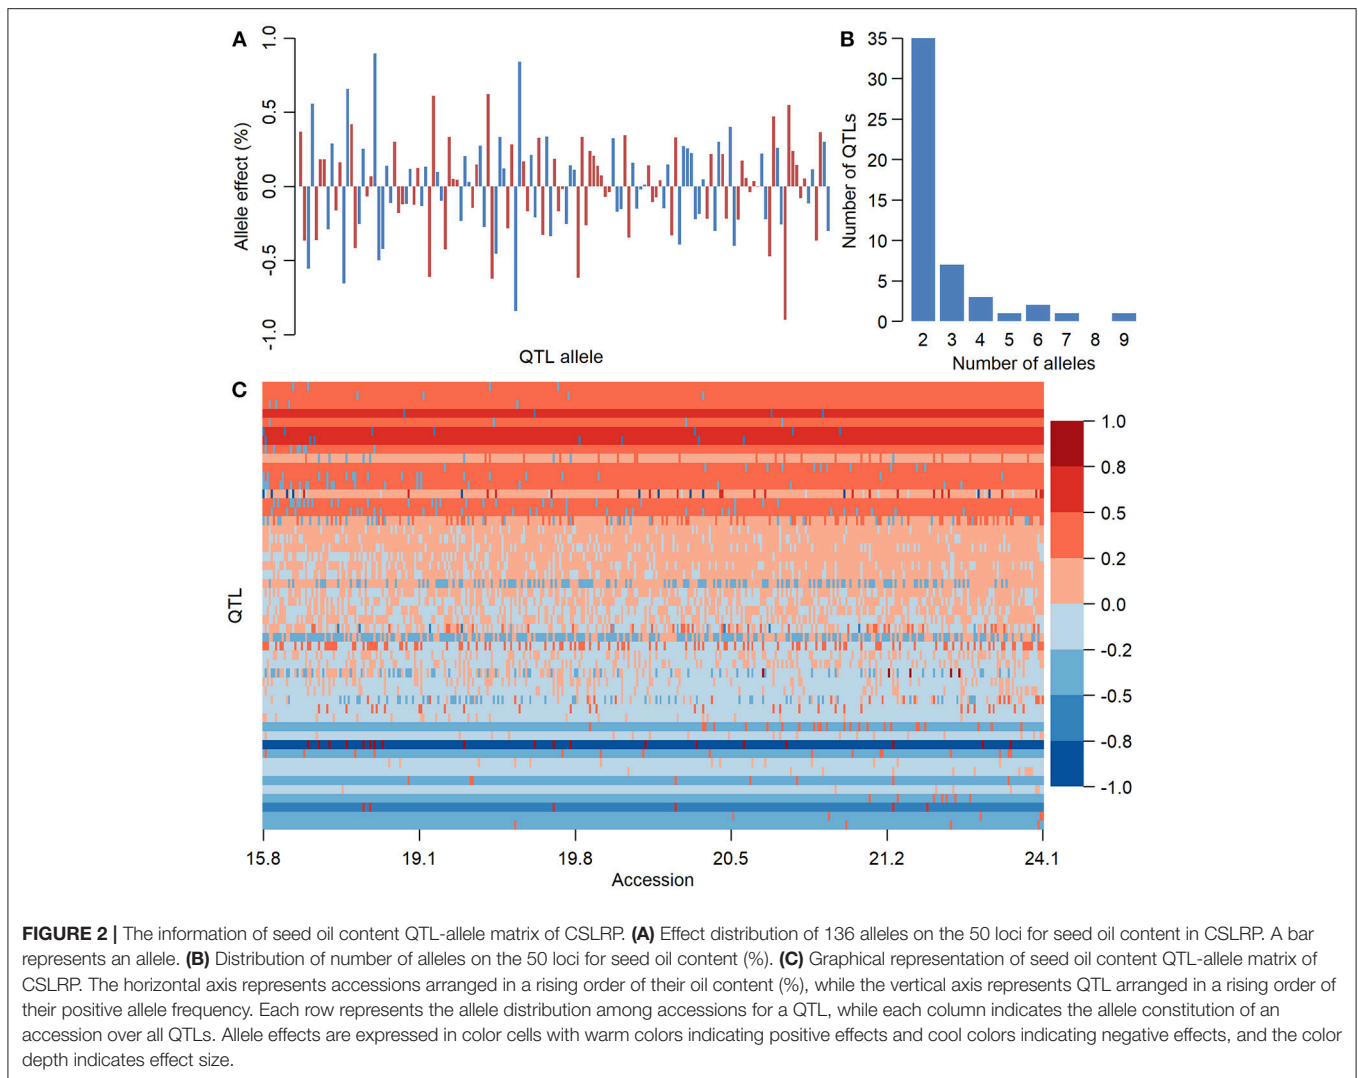 A
1.0
0.5
0.0
-0.5
-1.0
Allele effect (%)
QTL allele
B
35
30
25
20
15
10
5
0
Number of QTLs
2 3 4 5 6 7 8 9
Number of alleles
C
QTL
15.8 19.1 19.8 20.5 21.2 24.1
Accession
1.0
0.8
0.5
0.2
0.0
-0.2
-0.5
-0.8
-1.0
FIGURE 2 | The information of seed oil content QTL-allele matrix of CSLRP. (A) Effect distribution of 136 alleles on the 50 loci for seed oil content in CSLRP. A bar
represents an allele. (B) Distribution of number of alleles on the 50 loci for seed oil content (%). (C) Graphical representation of seed oil content QTL-allele matrix of
CSLRP. The horizontal axis represents accessions arranged in a rising order of their oil content (%), while the vertical axis represents QTL arranged in a rising order of
their positive allele frequency. Each row represents the allele distribution among accessions for a QTL, while each column indicates the allele constitution of an
accession over all QTLs. Allele effects are expressed in color cells with warm colors indicating positive effects and cool colors indicating negative effects, and the color
depth indicates effect size.